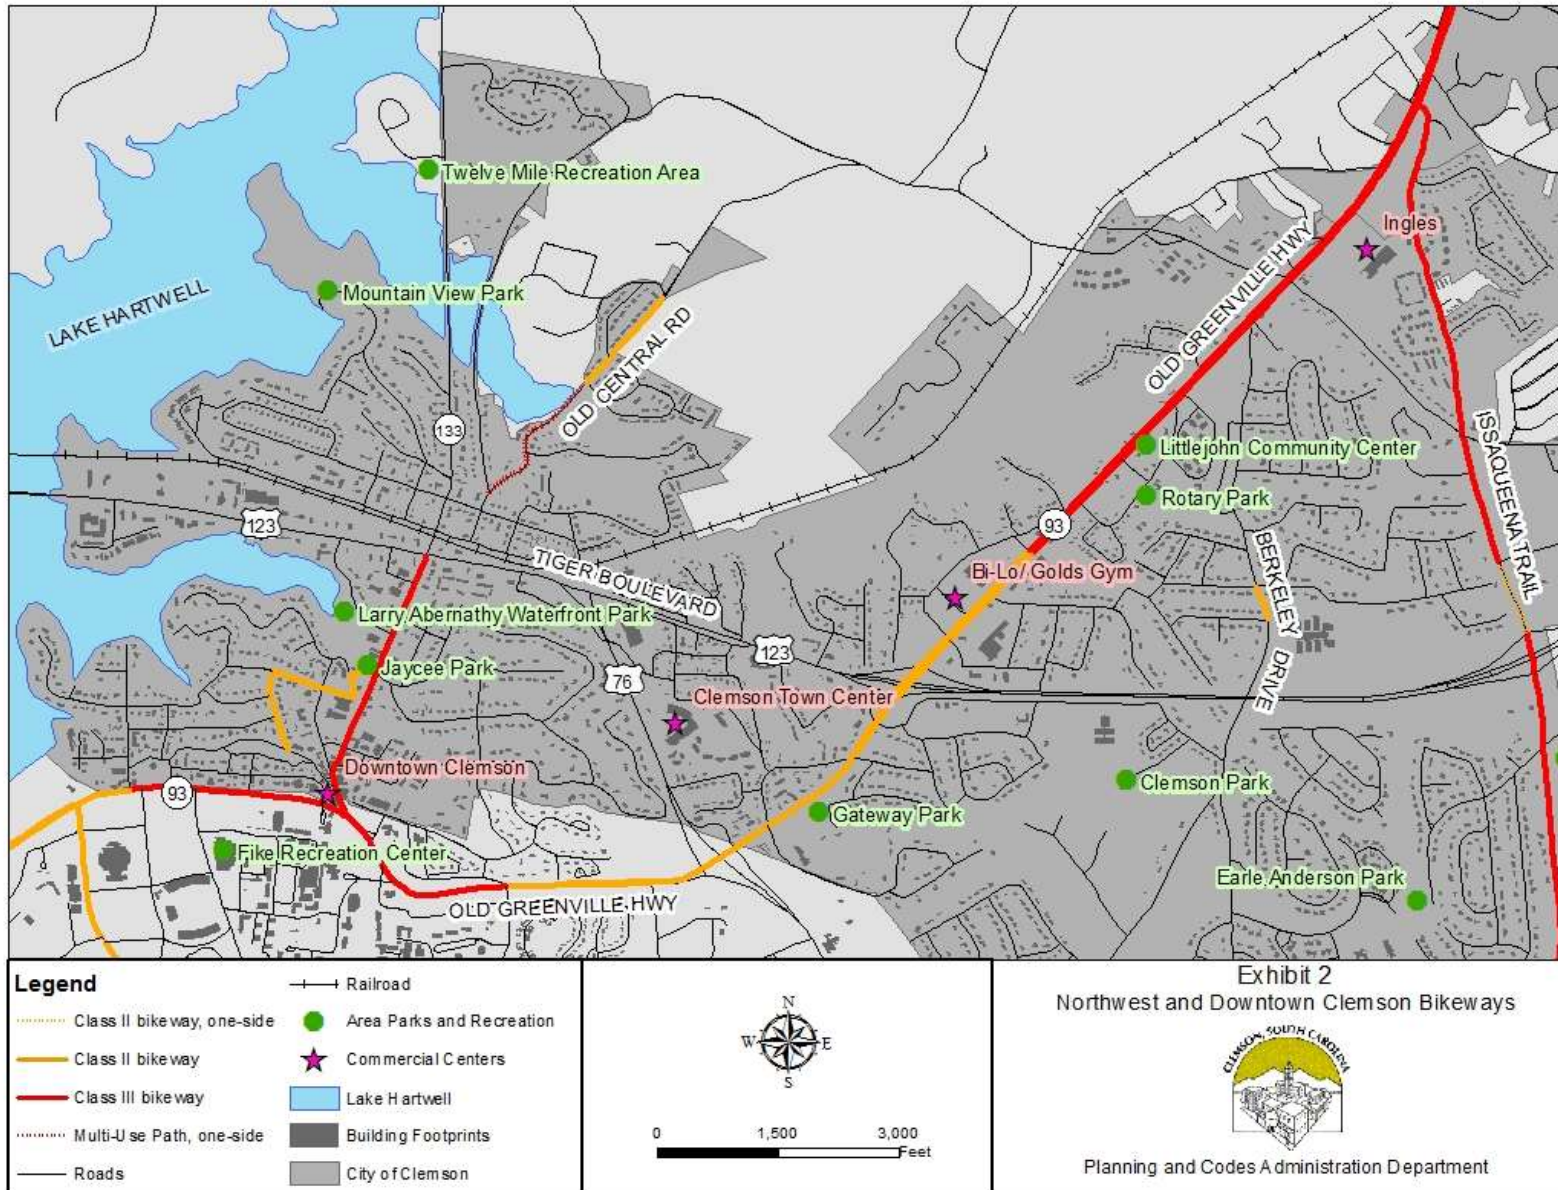 Twelve Mile Recreation Area
Ingles
OLD GREENVILLE HWY
Mountain View Park
LAKE HARTWELL
OLD CENTRAL RD
133
Littlejohn Community Center
ISSAQUEENA TRAIL
Rotary Park
123
93
TIGER BOULEVARD
BERKELEY DRIVE
Bi-Lo/ Golds Gym
Larry Abernathy Waterfront Park
123
Jaycee Park
76
Clemson Town Center
Downtown Clemson
93
Clemson Park
Gateway Park
Fike Recreation Center
Earle Anderson Park
OLD GREENVILLE HWY
Legend
Class II bikeway, one-side
Class II bikeway
Class III bikeway
Multi-Use Path, one-side
Roads
Railroad
Area Parks and Recreation
Commercial Centers
Lake Hartwell
Building Footprints
City of Clemson
N
W E
S
0 1,500 3,000
Feet
Exhibit 2
Northwest and Downtown Clemson Bikeways
CLEMSON, SOUTH CAROLINA
Planning and Codes Administration Department